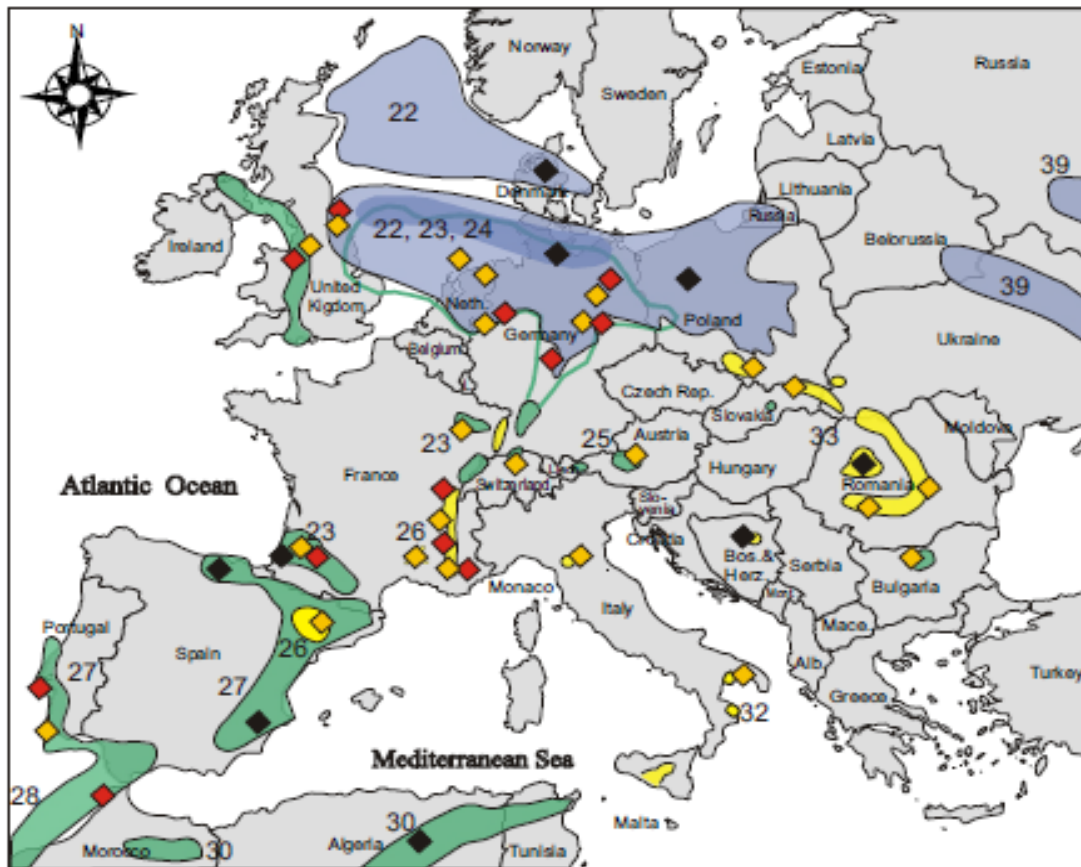 N
Norway
Sweden
Estonia
Russia
Latvia
Lithuania
Russia
Belorussia
39
39
22
Denmark
22, 23, 24
Ireland
United
Kigdom
Neth.
Germany
Poland
Belgium
Ukraine
Czech Rep.
Slovakia
Moldova
23
25
Austria
33
Hungary
Romania
France
Switzerland
Slo-
venia
Croatia
Atlantic Ocean
23
26
Bos.&
Herz.
Serbia
Bulgaria
Monaco
Italy
Mace.
Portugal
Spain
26
27
27
Alb.
Greece
Turkey
32
Mediterranean Sea
28
Malta
Morocco
30
Algeria
30
Tunisia